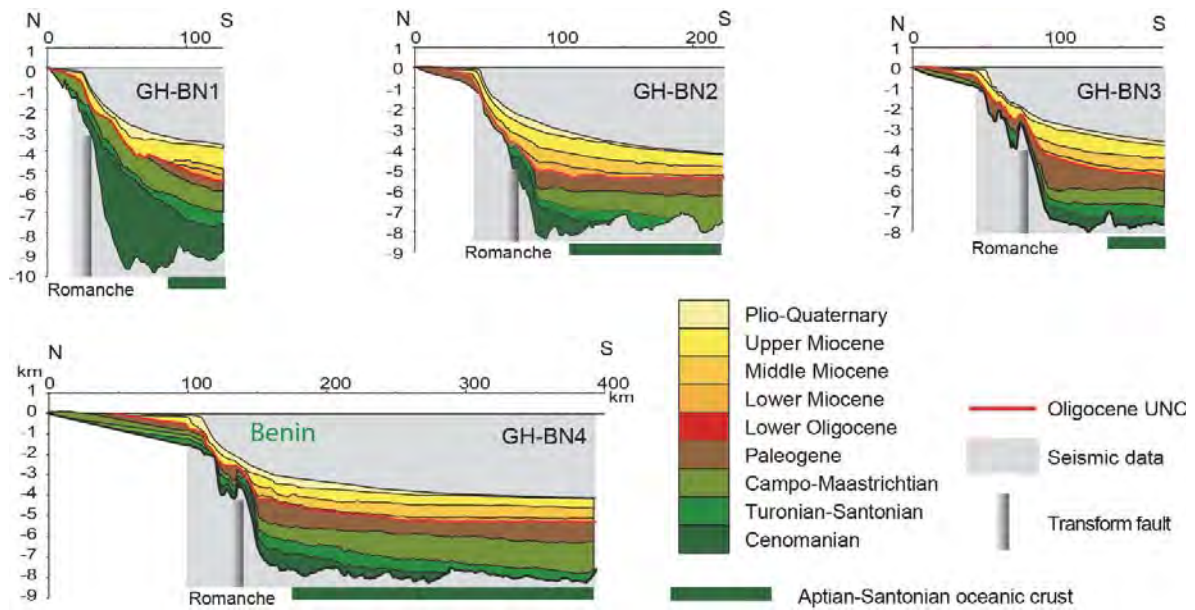 N S
0 100
1
0
-1
-2
-3
-4
-5
-6
-7
-8
-9
-10
GH-BN1
Romanche
N S
0 100 200
1
0
-1
-2
-3
-4
-5
-6
-7
-8
-9
GH-BN2
Romanche
N S
0 100
1
0
-1
-2
-3
-4
-5
-6
-7
-8
GH-BN3
Romanche
N S
km 0 100 200 300 400
km
1
0
-1
-2
-3
-4
-5
-6
-7
-8
-9
Benin
GH-BN4
Romanche
Plio-Quaternary
Upper Miocene
Middle Miocene
Lower Miocene
Lower Oligocene
Paleogene
Campo-Maastrichtian
Turonian-Santonian
Cenomanian
Oligocene UNC
Seismic data
Transform fault
Aptian-Santonian oceanic crust